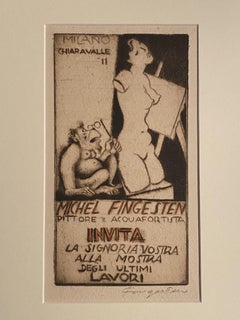 MILANO
CHIARAVALLE
11
MICHEL FINGESTEN
PITTORE E ACQUAFORTISTA
INVITA
LA SIGNORIA VOSTRA
ALLA MOSTRA
DEGLI ULTIMI
LAVORI